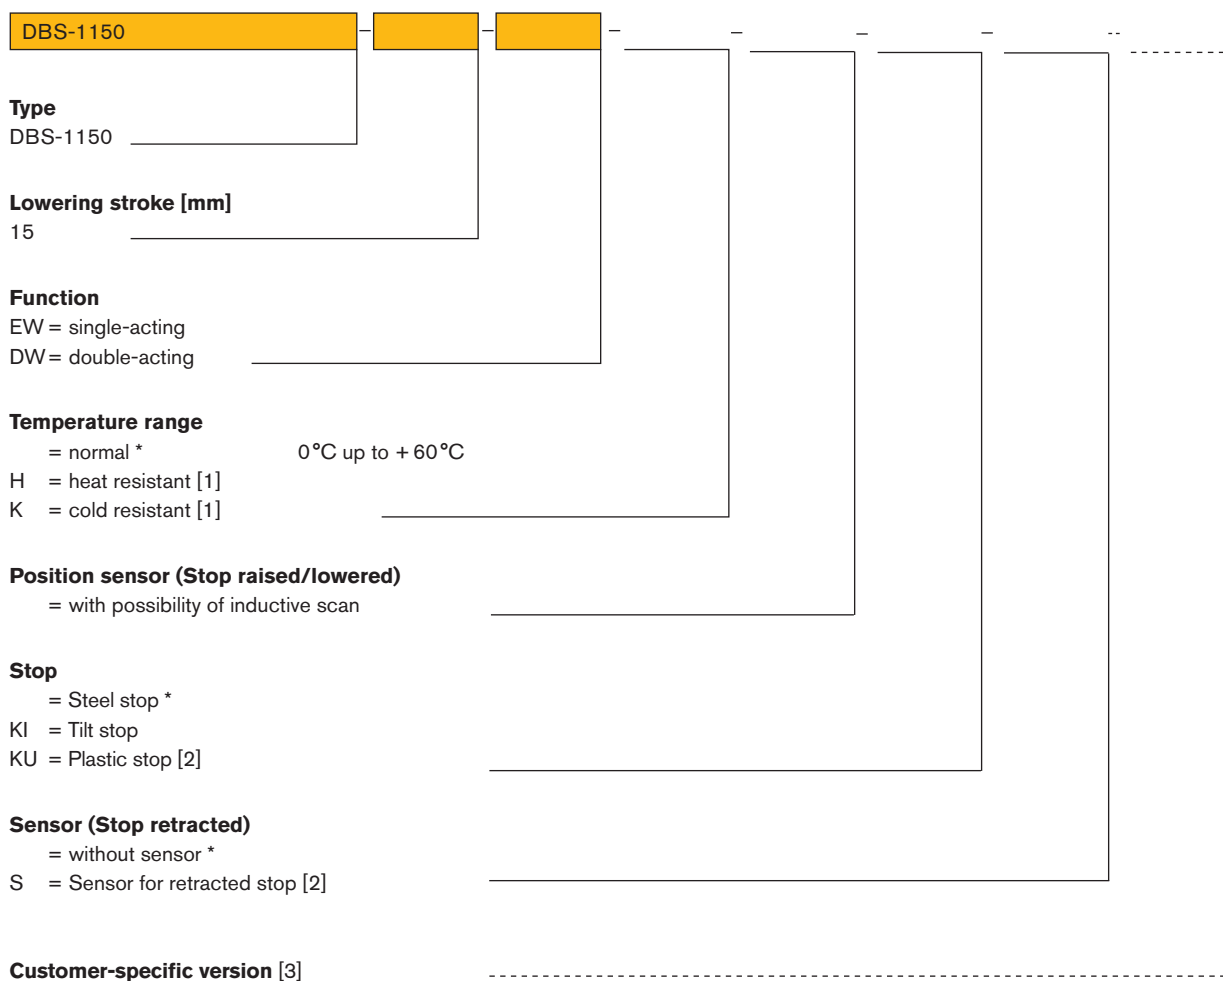 DBS-1150 - - - - - - --
Type
DBS-1150
Lowering stroke [mm]
15
Function
EW = single-acting
DW = double-acting
Temperature range
= normal * 0 °C up to + 60 °C
H = heat resistant [1]
K = cold resistant [1]
Position sensor (Stop raised/lowered)
= with possibility of inductive scan
Stop
= Steel stop *
KI = Tilt stop
KU = Plastic stop [2]
Sensor (Stop retracted)
= without sensor *
S = Sensor for retracted stop [2]
Customer-specific version [3]